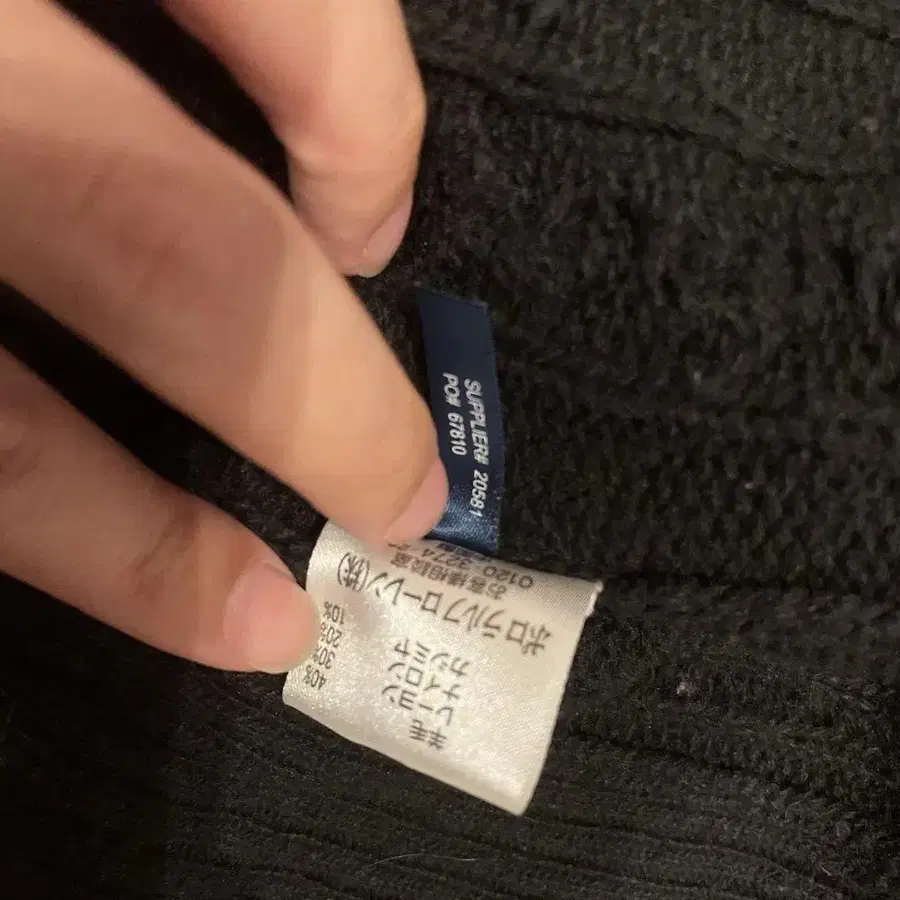 SUPPLIER# 20581
PO# 67810
羊毛 40%
レーヨン 30%
ナイロン 20%
カシミヤ 10%
ポロ ラルフローレン(株)
お客様相談室
0120 3274